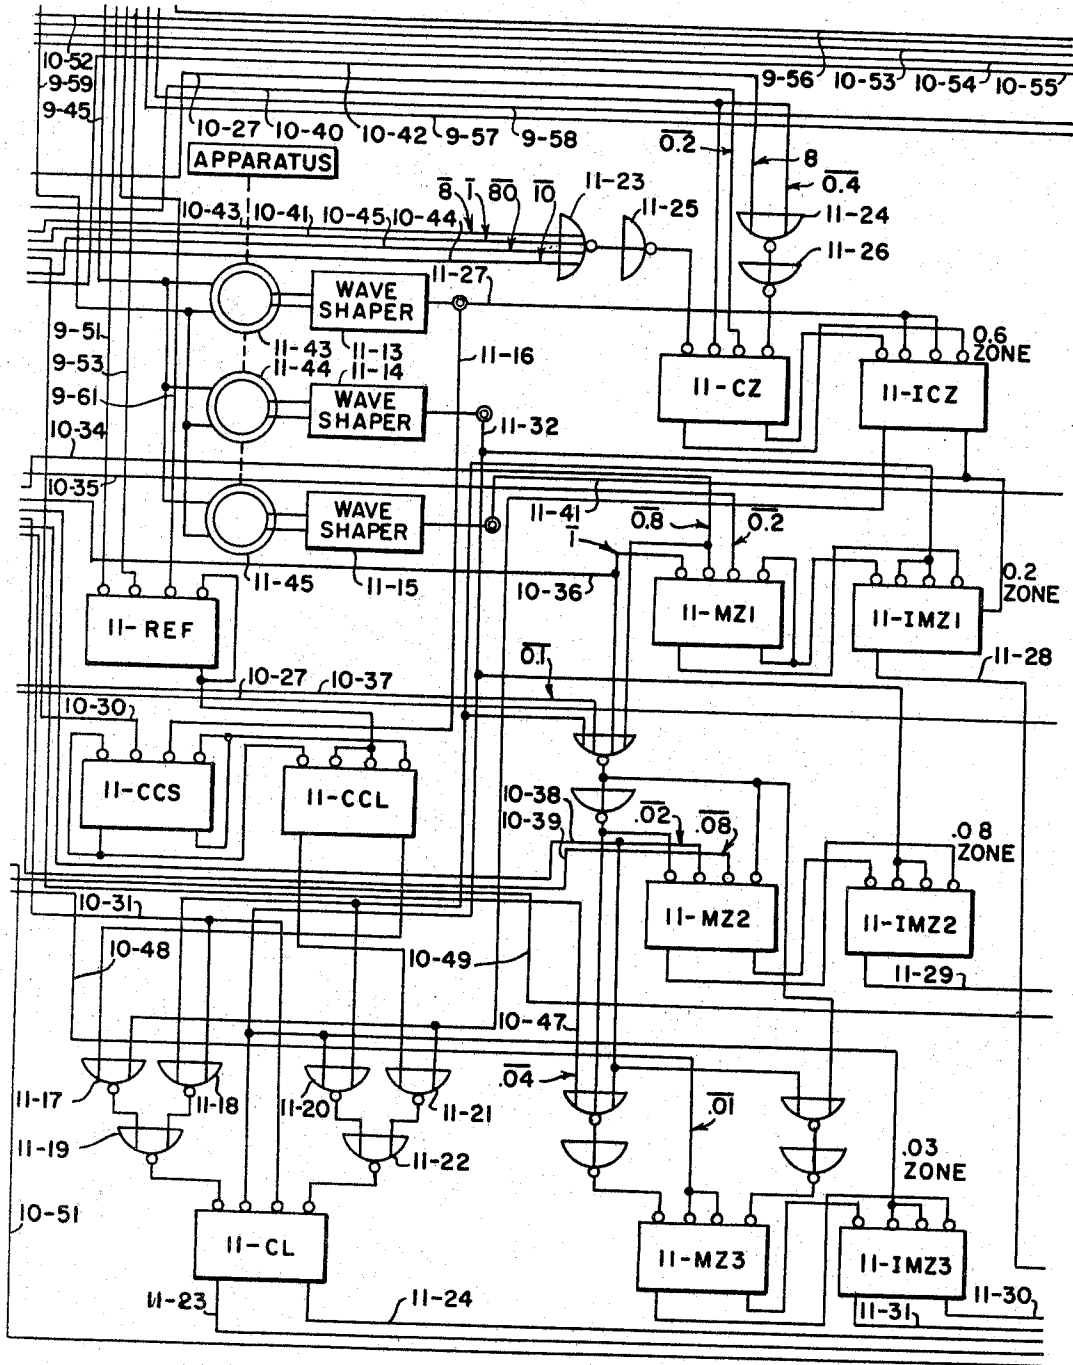 10-52
9-59
9-45
9-56 10-53 10-54 10-55
10-27 10-40 10-42 9-57 9-58
0.2
8
0.4
APPARATUS
8 1 80 10
11-23
11-25
11-24
11-26
10-43 10-41 10-45 10-44
11-27
WAVE
SHAPER
11-43 11-13
11-16
9-51
9-53
9-61
11-44 11-14
WAVE
SHAPER
11-32
11-CZ
11-ICZ
0.6
ZONE
10-34
10-35
WAVE
SHAPER
11-45 11-15
11-41
0.8
0.2
1
10-36
11-MZ1
11-IMZ1
0.2
ZONE
11-28
11-REF
0.1
10-27 10-37
10-30
11-CCS
11-CCL
10-38
10-39
.02
.08
.08
ZONE
11-MZ2
11-IMZ2
11-29
10-31
10-48
10-49
10-47
.04
.01
11-17
11-18
11-20
11-21
11-19
11-22
.03
ZONE
10-51
11-CL
11-MZ3
11-IMZ3
11-23
11-24
11-31
11-30